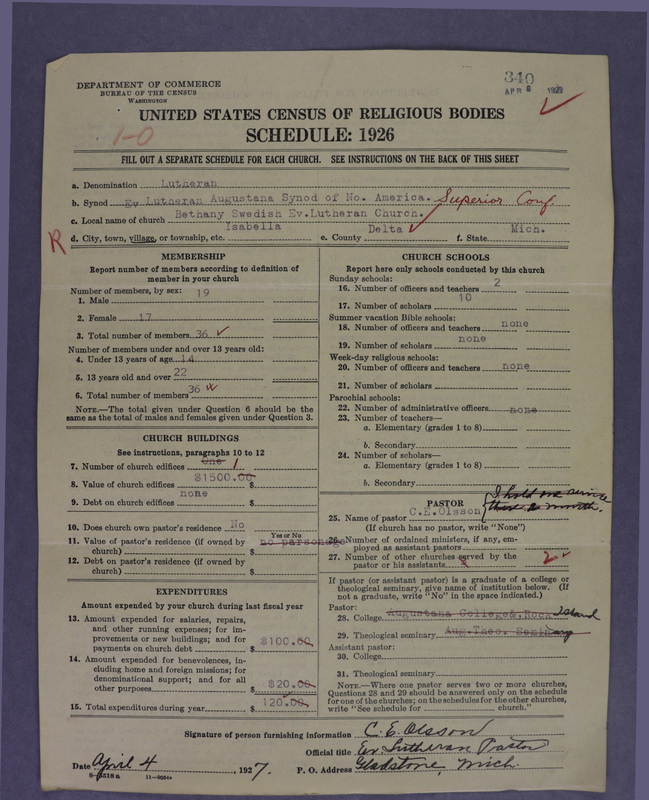 340
APR 6 1927
DEPARTMENT OF COMMERCE
BUREAU OF THE CENSUS
WASHINGTON
UNITED STATES CENSUS OF RELIGIOUS BODIES
1-0
SCHEDULE: 1926
FILL OUT A SEPARATE SCHEDULE FOR EACH CHURCH. SEE INSTRUCTIONS ON THE BACK OF THIS SHEET
a. Denomination Lutheran
b. Synod Ev Lutheran Augustana Synod of No. America. Superior Conf.
c. Local name of church Bethany Swedish Ev.Lutheran Church.
R
d. City, town, village, or township, etc. Isabella e. County Delta f. State Mich.
MEMBERSHIP
Report number of members according to definition of
member in your church
Number of members, by sex:
1. Male 19
2. Female 17
3. Total number of members 36
Number of members under and over 13 years old:
4. Under 13 years of age 14
5. 13 years old and over 22
6. Total number of members 36
NOTE.—The total given under Question 6 should be the
same as the total of males and females given under Question 3.
CHURCH BUILDINGS
See instructions, paragraphs 10 to 12
7. Number of church edifices One 1
8. Value of church edifices $ $1500.00
9. Debt on church edifices none $
10. Does church own pastor's residence No
Yes or No
11. Value of pastor's residence (if owned by
church) $ no parsonage
12. Debt on pastor's residence (if owned by
church) $
EXPENDITURES
Amount expended by your church during last fiscal year
13. Amount expended for salaries, repairs,
and other running expenses; for im-
provements or new buildings; and for
payments on church debt $ $100.00
14. Amount expended for benevolences, in-
cluding home and foreign missions; for
denominational support; and for all
other purposes $ $20.00
15. Total expenditures during year $ 120.00
CHURCH SCHOOLS
Report here only schools conducted by this church
Sunday schools:
16. Number of officers and teachers 2
17. Number of scholars 10
Summer vacation Bible schools:
18. Number of officers and teachers none
19. Number of scholars none
Week-day religious schools:
20. Number of officers and teachers none
21. Number of scholars
Parochial schools:
22. Number of administrative officers none
23. Number of teachers—
a. Elementary (grades 1 to 8)
b. Secondary
24. Number of scholars—
a. Elementary (grades 1 to 8)
b. Secondary
PASTOR
I hold one service
there a month.
25. Name of pastor C.E.Olsson
(If church has no pastor, write "None")
26. Number of ordained ministers, if any, em-
ployed as assistant pastors
27. Number of other churches served by the
pastor or his assistants 2
If pastor (or assistant pastor) is a graduate of a college or
theological seminary, give name of institution below. (If
not a graduate, write "No" in the space indicated.)
Pastor:
28. College Augustana College, Rock Island
29. Theological seminary Aug.Theo. Seminary
Assistant pastor:
30. College
31. Theological seminary
NOTE.—Where one pastor serves two or more churches,
Questions 28 and 29 should be answered only on the schedule
for one of the churches; on the schedules for the other churches,
write "See schedule for church."
Signature of person furnishing information C. E. Olsson
Official title Ev Lutheran Pastor
Date April 4, 1927. P. O. Address Gladstone, Mich.